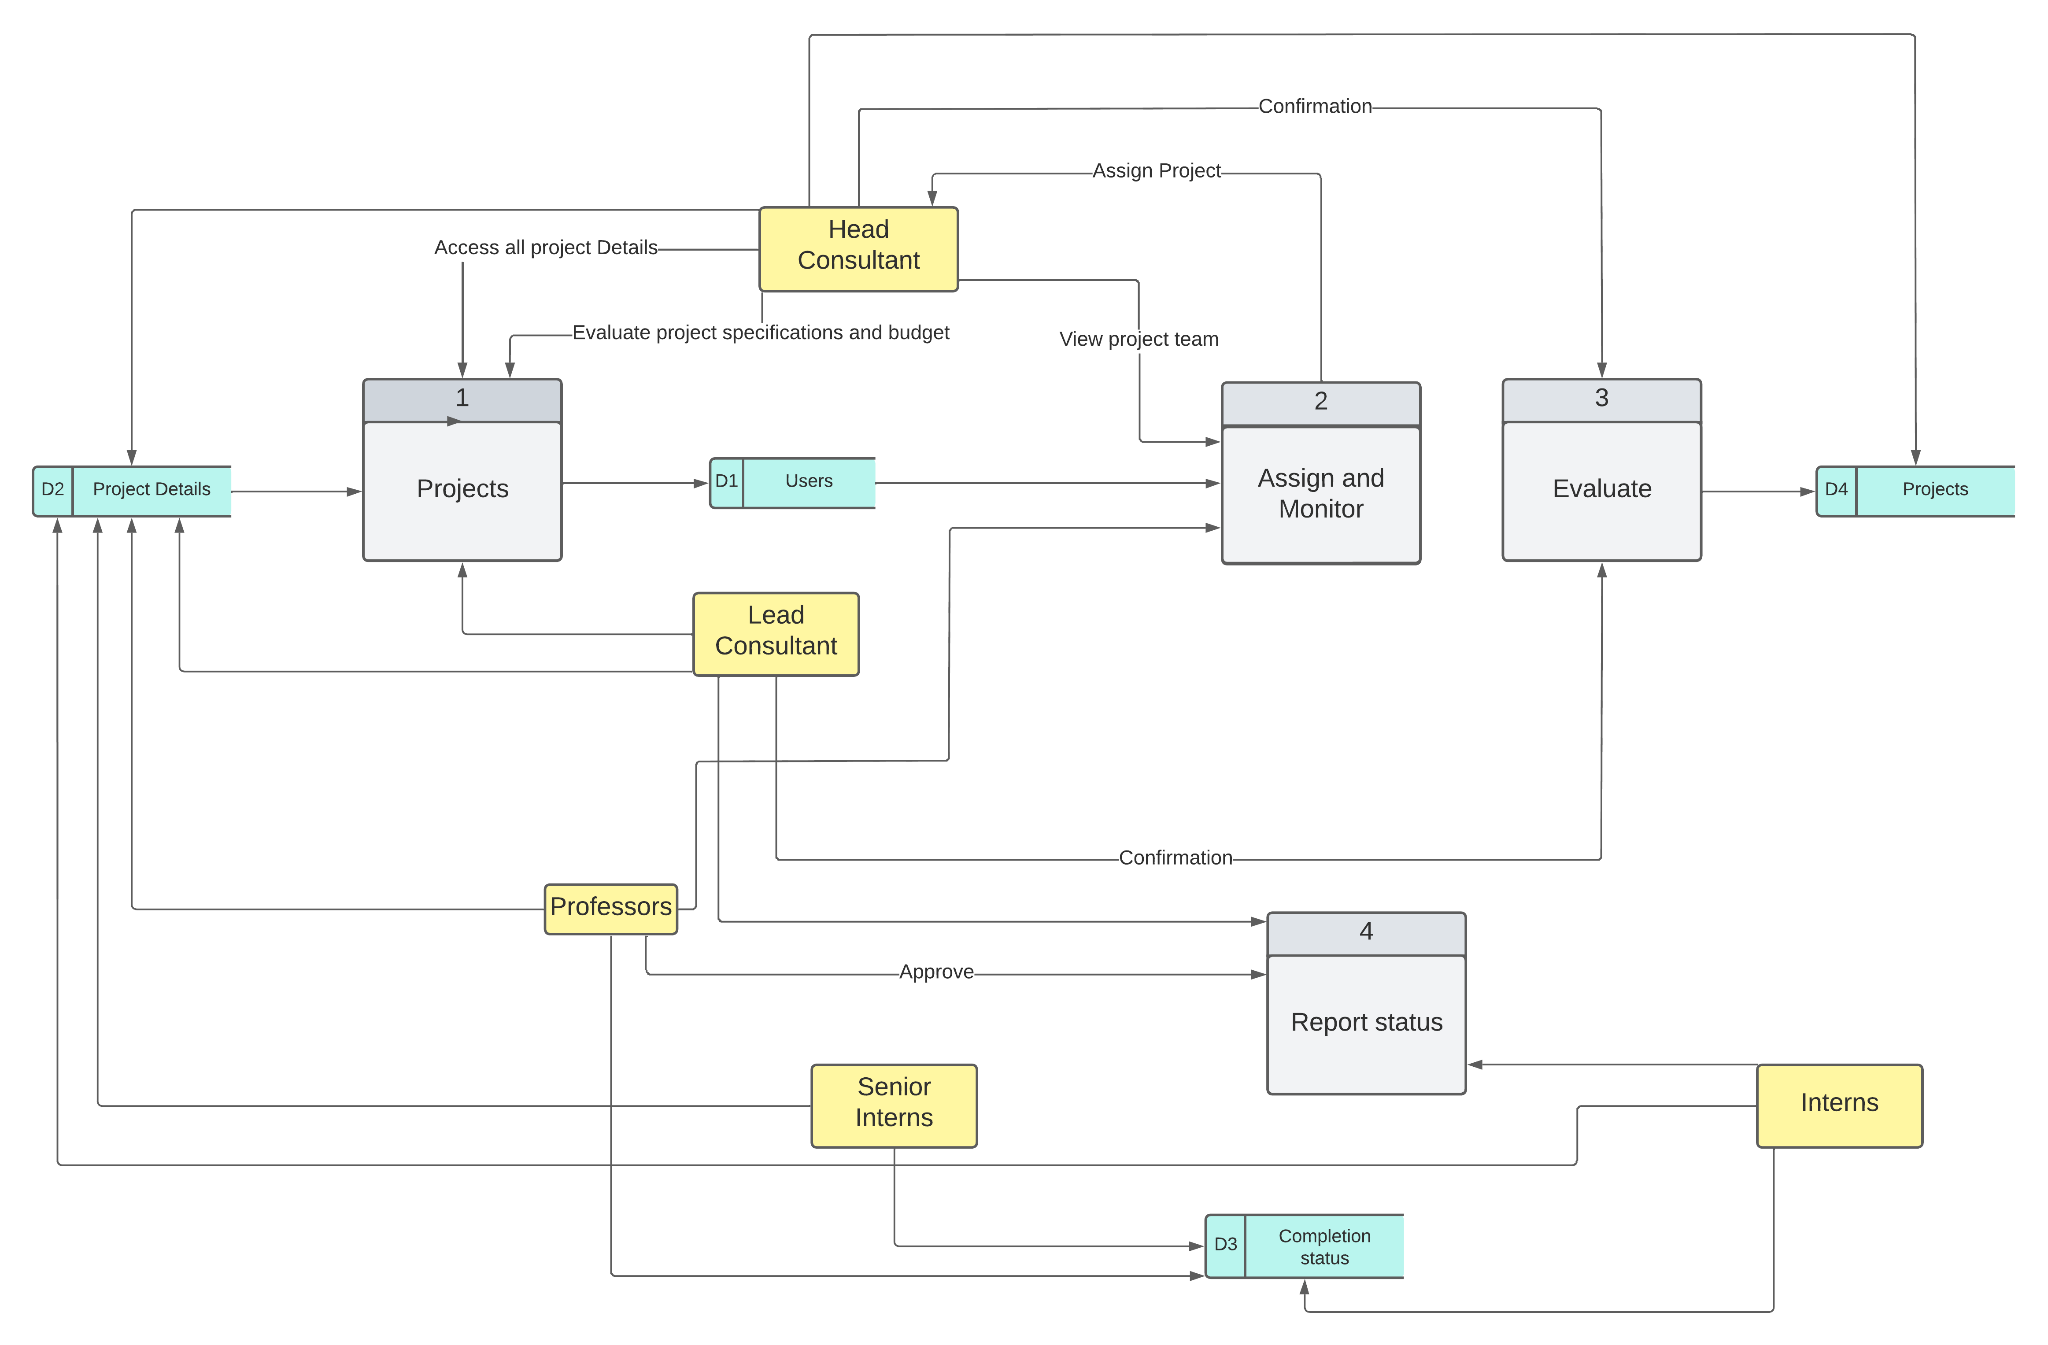 Confirmation
Assign Project
Head
Consultant
Access all project Details
Evaluate project specifications and budget
View project team
1
Projects
2
Assign and
Monitor
3
Evaluate
D2
Project Details
D1
Users
D4
Projects
Lead
Consultant
Confirmation
Professors
4
Report status
Approve
Senior
Interns
Interns
D3
Completion
status